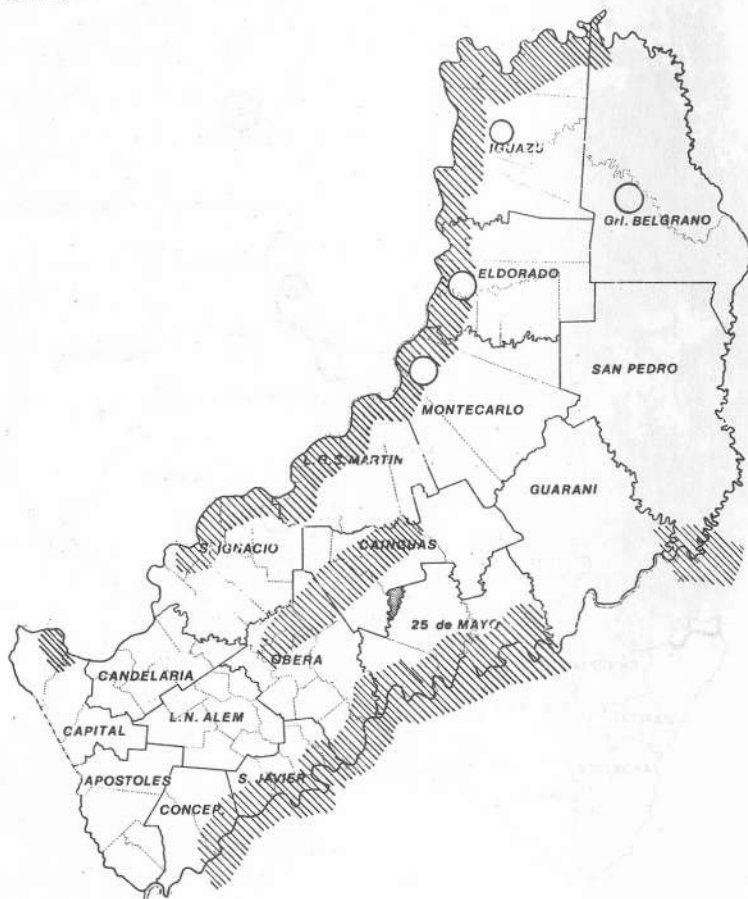 IGUAZU
Grl. BELGRANO
ELDORADO
SAN PEDRO
MONTECARLO
L. G. S. MARTIN
GUARANI
S. IGNACIO
CAINGUAS
25 de MAYO
OBERA
CANDELARIA
L.N. ALEM
CAPITAL
APOSTOLES
S. JAVIER
CONCEP.